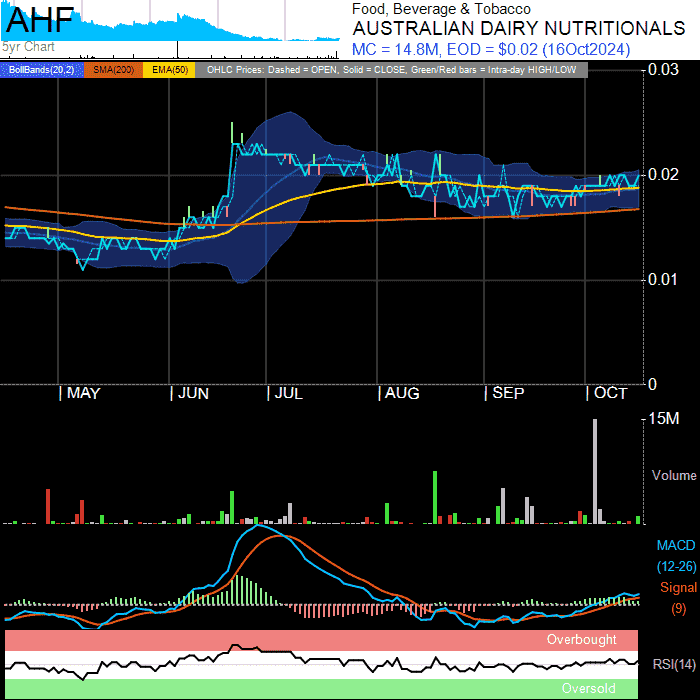 AHF
5yr Chart
Food, Beverage & Tobacco
AUSTRALIAN DAIRY NUTRITIONALS
MC = 14.8M, EOD = $0.02 (16Oct2024)
BollBands(20,2) SMA(200) EMA(50) OHLC Prices: Dashed = OPEN, Solid = CLOSE, Green/Red bars = Intra-day HIGH/LOW
0.03
0.02
0.01
0
| MAY | JUN | JUL | AUG | SEP | OCT
15M
Volume
MACD
(12-26)
Signal
(9)
Overbought
RSI(14)
Oversold